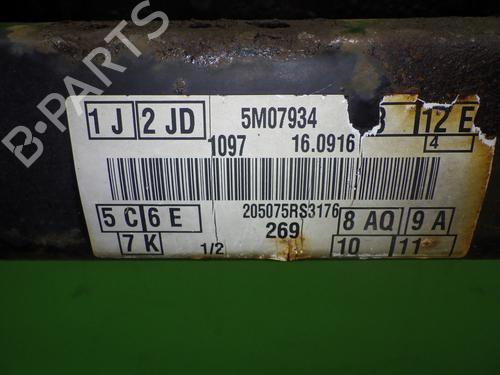 B-PARTS
1 J 2 JD 5M07934 12 E
1097 16.0916 4
205075RS3176
5 C 6 E 8 AQ 9 A
269
7 K 1/2 10 11